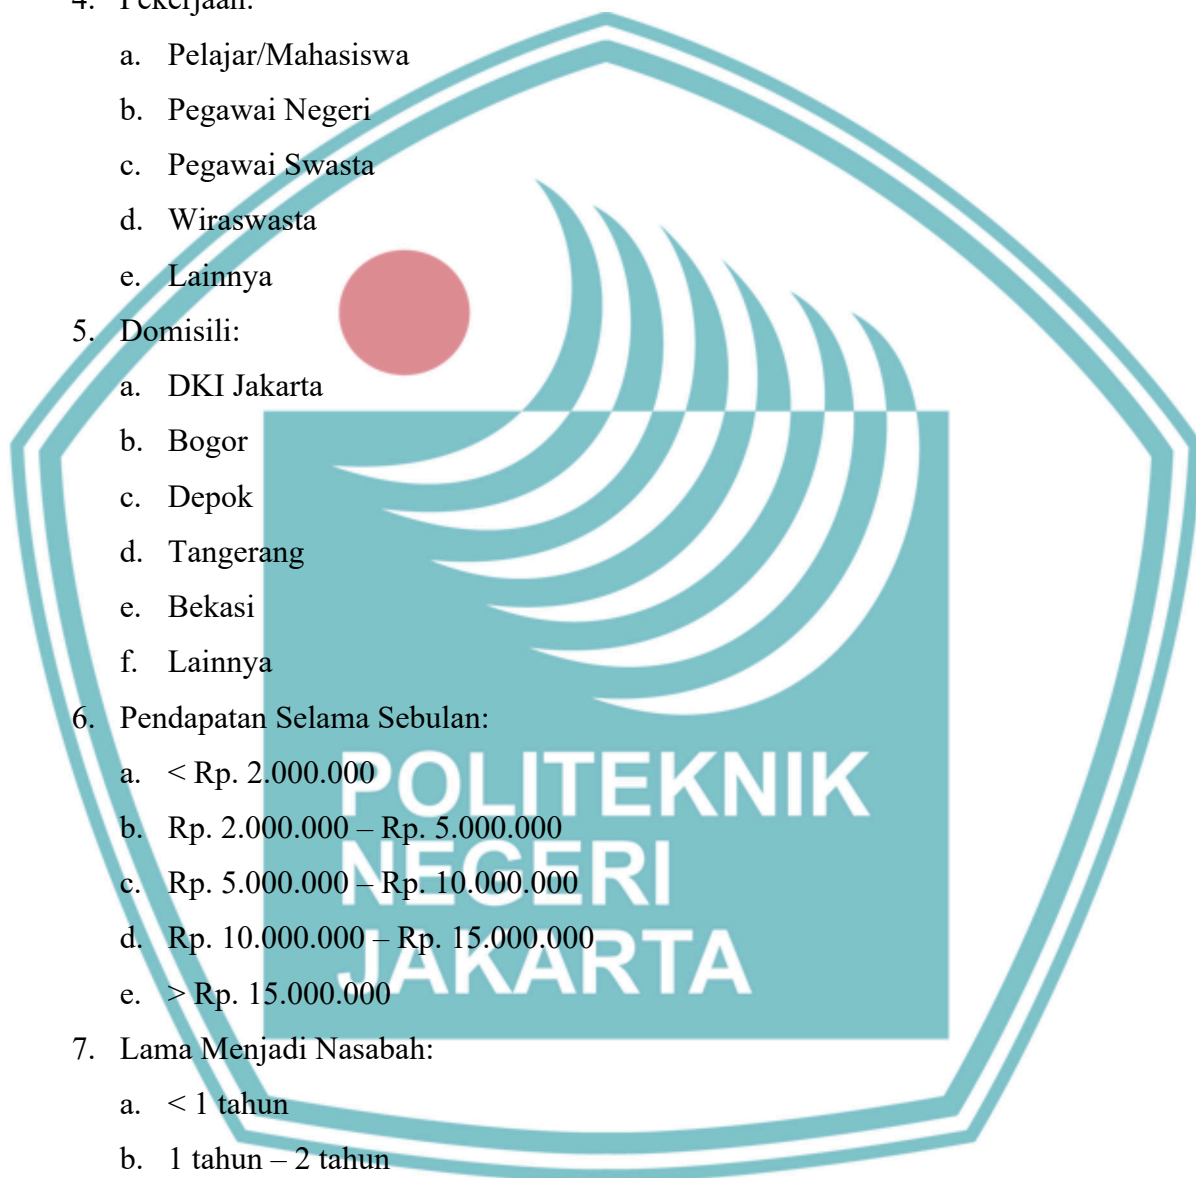 4. Pekerjaan:
a. Pelajar/Mahasiswa
b. Pegawai Negeri
c. Pegawai Swasta
d. Wiraswasta
e. Lainnya
5. Domisili:
a. DKI Jakarta
b. Bogor
c. Depok
d. Tangerang
e. Bekasi
f. Lainnya
6. Pendapatan Selama Sebulan:
a. < Rp. 2.000.000
b. Rp. 2.000.000 – Rp. 5.000.000
c. Rp. 5.000.000 – Rp. 10.000.000
d. Rp. 10.000.000 – Rp. 15.000.000
e. > Rp. 15.000.000
7. Lama Menjadi Nasabah:
a. < 1 tahun
b. 1 tahun – 2 tahun
POLITEKNIK
NEGERI
JAKARTA